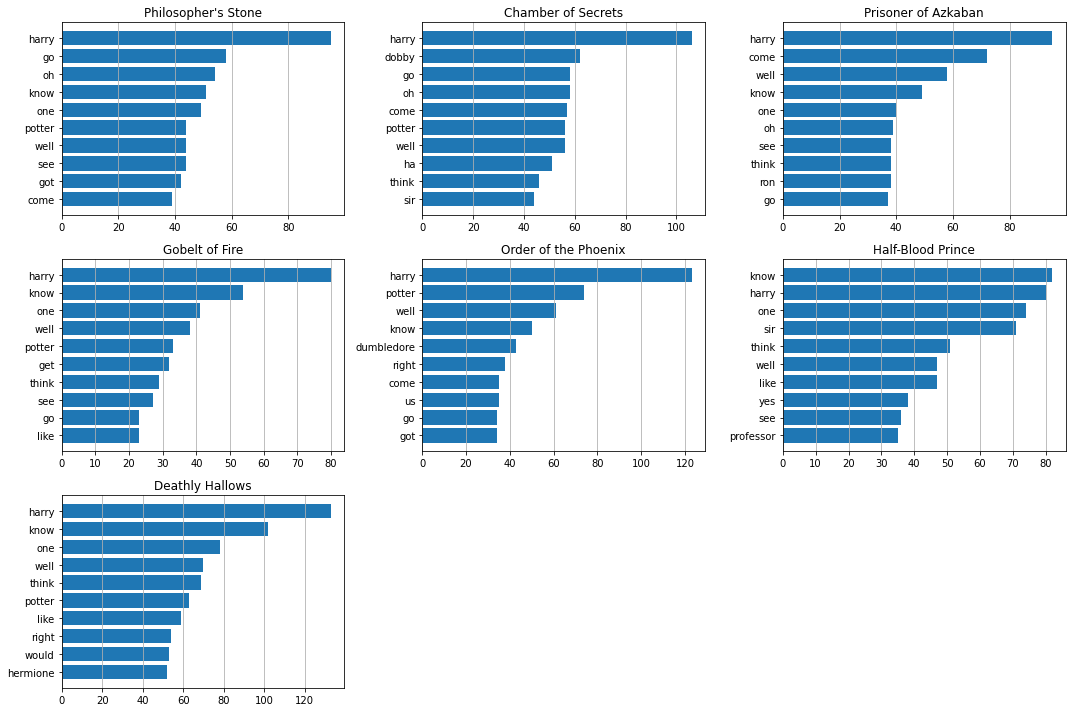 Philosopher's Stone
harry
go
oh
know
one
potter
well
see
got
come
0 20 40 60 80
Chamber of Secrets
harry
dobby
go
oh
come
potter
well
ha
think
sir
0 20 40 60 80 100
Prisoner of Azkaban
harry
come
well
know
one
oh
see
think
ron
go
0 20 40 60 80
Gobelt of Fire
harry
know
one
well
potter
get
think
see
go
like
0 10 20 30 40 50 60 70 80
Order of the Phoenix
harry
potter
well
know
dumbledore
right
come
us
go
got
0 20 40 60 80 100 120
Half-Blood Prince
know
harry
one
sir
think
well
like
yes
see
professor
0 10 20 30 40 50 60 70 80
Deathly Hallows
harry
know
one
well
think
potter
like
right
would
hermione
0 20 40 60 80 100 120